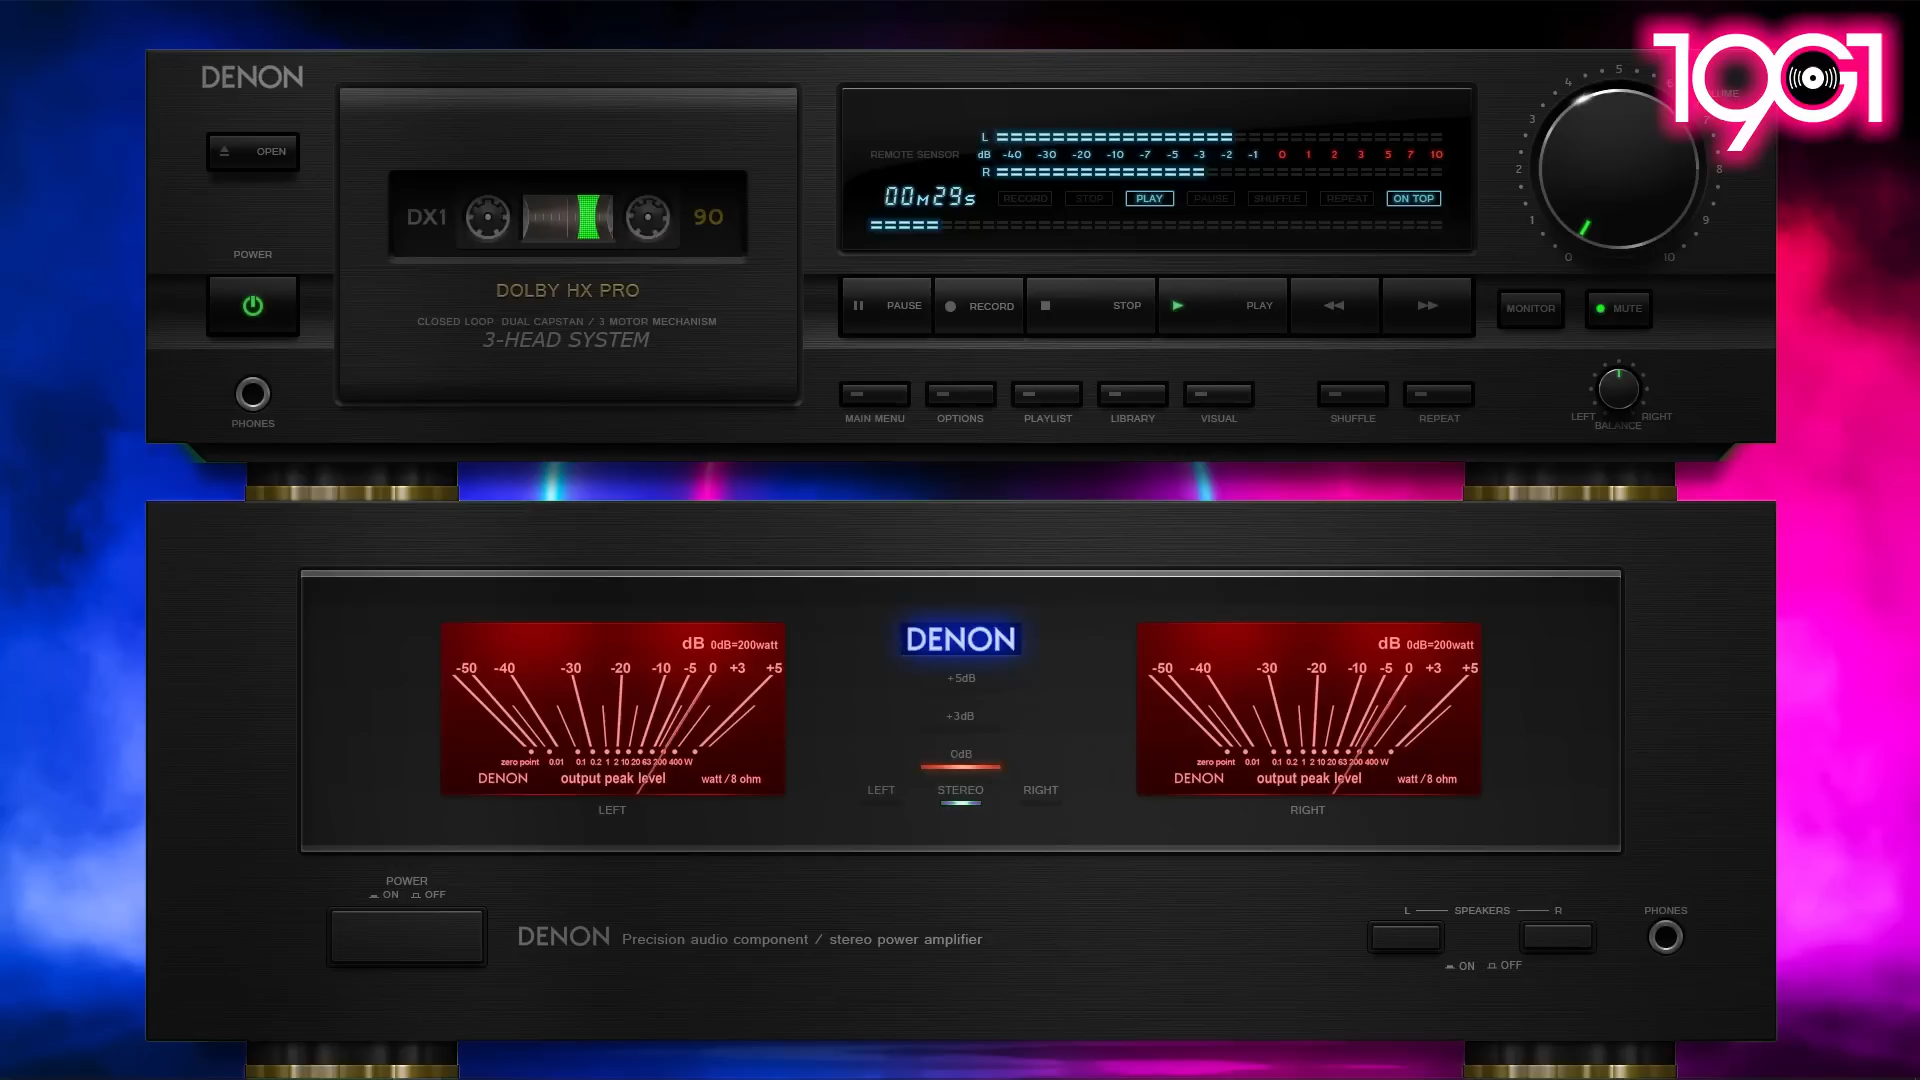 DENON
OPEN
POWER
PHONES
DX1
90
DOLBY HX PRO
CLOSED LOOP DUAL CAPSTAN / 3 MOTOR MECHANISM
3-HEAD SYSTEM
REMOTE SENSOR
L
dB -40 -30 -20 -10 -7 -5 -3 -2 -1 0 1 2 3 5 7 10
R
00M29S
RECORD STOP PLAY PAUSE SHUFFLE REPEAT ON TOP
PAUSE RECORD STOP PLAY
MAIN MENU OPTIONS PLAYLIST LIBRARY VISUAL SHUFFLE REPEAT
0 1 2 3 4 5 6 7 8 9 10
MONITOR MUTE
LEFT RIGHT
BALANCE
1961
dB 0dB=200watt
-50 -40 -30 -20 -10 -5 0 +3 +5
zero point 0.01 0.1 0.2 1 2 10 20 63 200 400 W
DENON output peak level watt / 8 ohm
LEFT
DENON
+5dB
+3dB
0dB
LEFT STEREO RIGHT
dB 0dB=200watt
-50 -40 -30 -20 -10 -5 0 +3 +5
zero point 0.01 0.1 0.2 1 2 10 20 63 200 400 W
DENON output peak level watt / 8 ohm
RIGHT
POWER
ON OFF
DENON Precision audio component / stereo power amplifier
L SPEAKERS R
ON OFF
PHONES